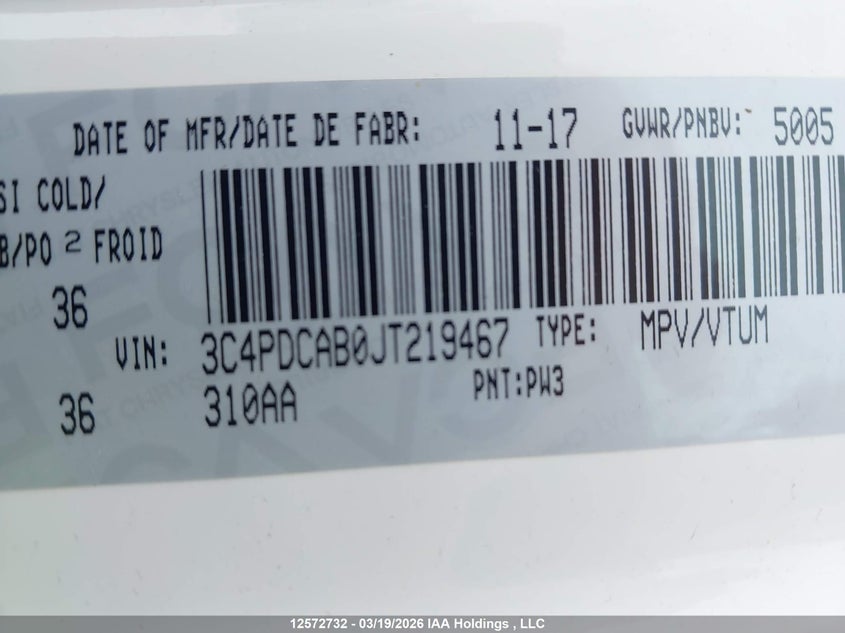 DATE OF MFR/DATE DE FABR: 11-17 GVWR/PNBV: 5005
SI COLD/
B/PO 2 FROID
36
VIN: 3C4PDCAB0JT219467 TYPE: MPV/VTUM
36 310AA PNT:PW3
12572732 - 03/19/2026 IAA Holdings , LLC